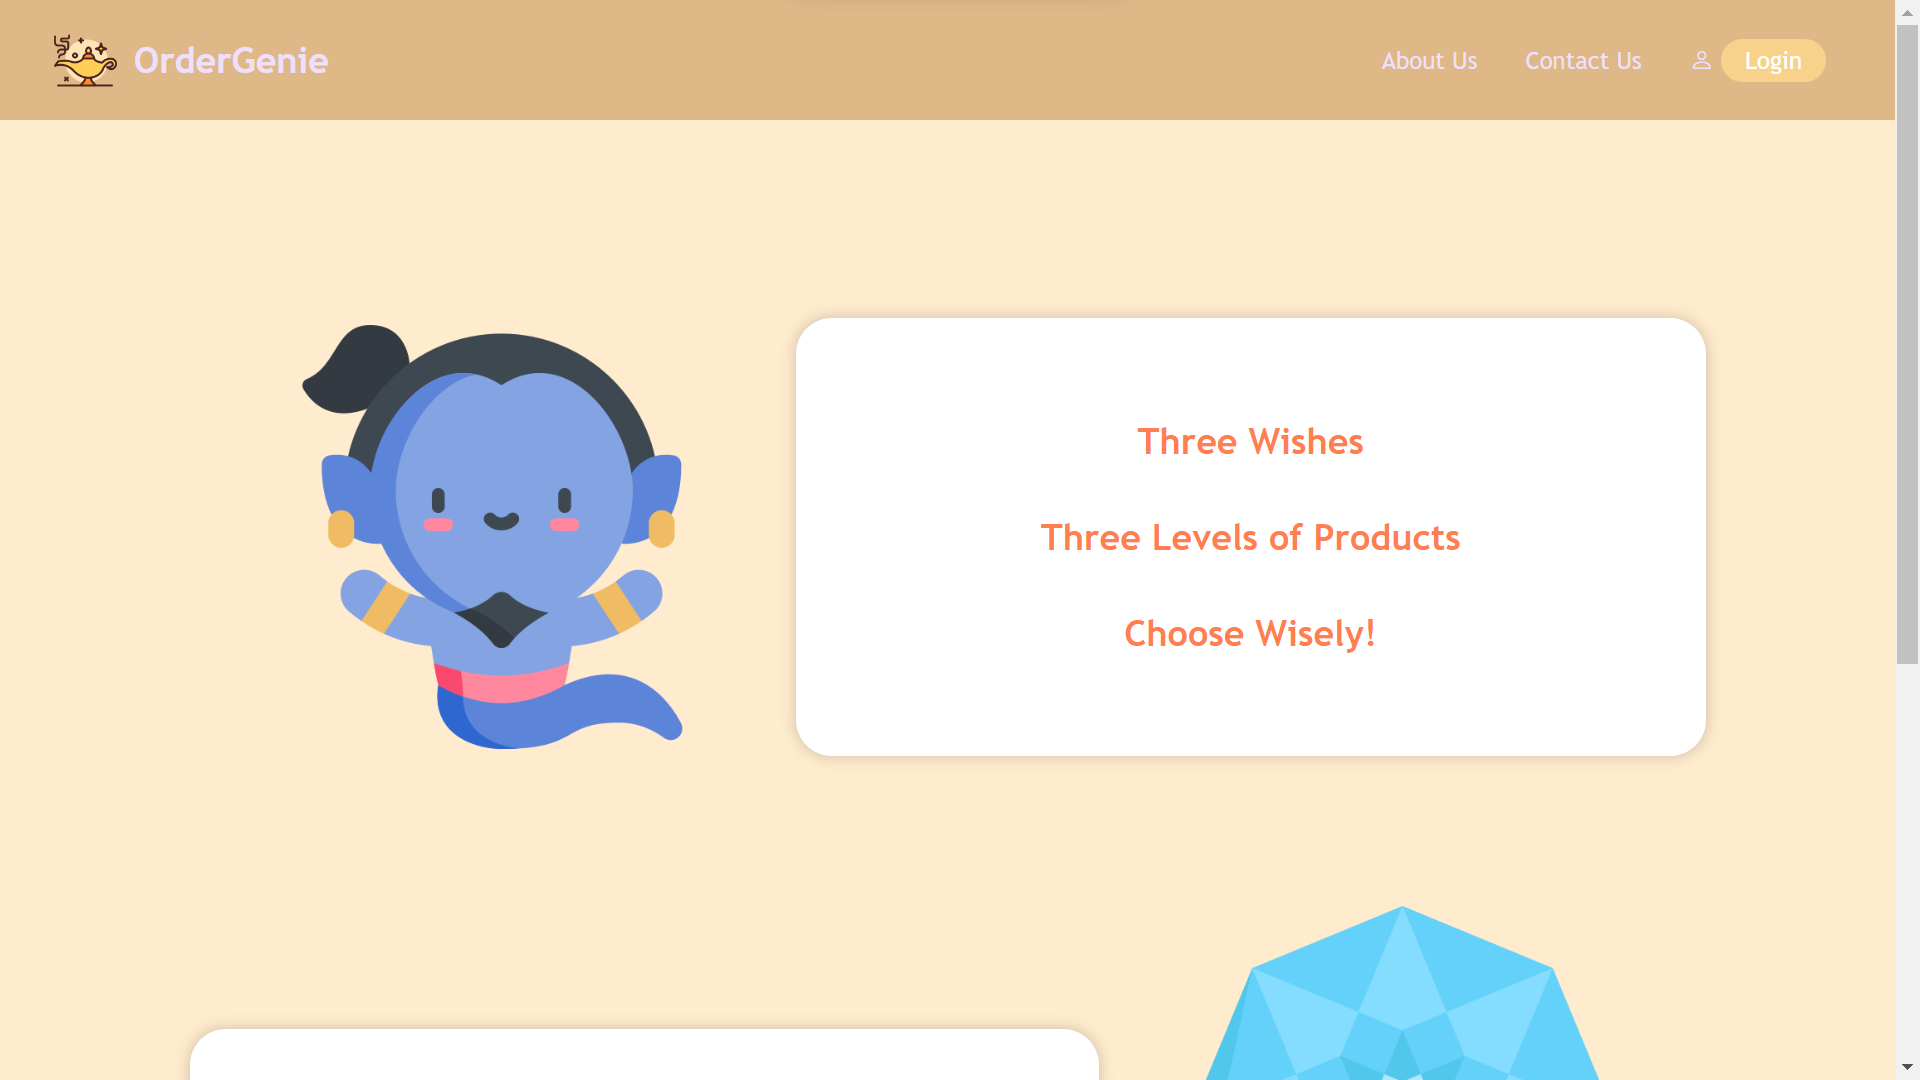 OrderGenie
About Us
Contact Us
Login
Three Wishes
Three Levels of Products
Choose Wisely!